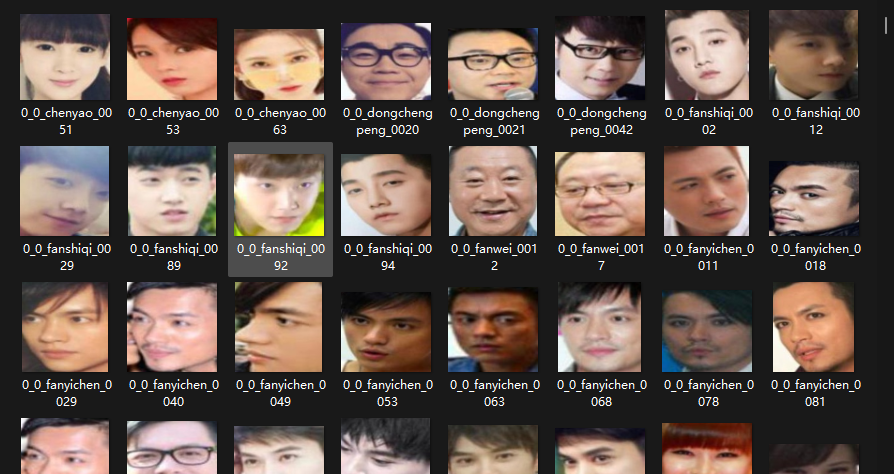 0_0_chenyao_00
51
0_0_chenyao_00
53
0_0_chenyao_00
63
0_0_dongcheng
peng_0020
0_0_dongcheng
peng_0021
0_0_dongcheng
peng_0042
0_0_fanshiqi_00
02
0_0_fanshiqi_00
12
0_0_fanshiqi_00
29
0_0_fanshiqi_00
89
0_0_fanshiqi_00
92
0_0_fanshiqi_00
94
0_0_fanwei_001
2
0_0_fanwei_001
7
0_0_fanyichen_0
011
0_0_fanyichen_0
018
0_0_fanyichen_0
029
0_0_fanyichen_0
040
0_0_fanyichen_0
049
0_0_fanyichen_0
053
0_0_fanyichen_0
063
0_0_fanyichen_0
068
0_0_fanyichen_0
078
0_0_fanyichen_0
081